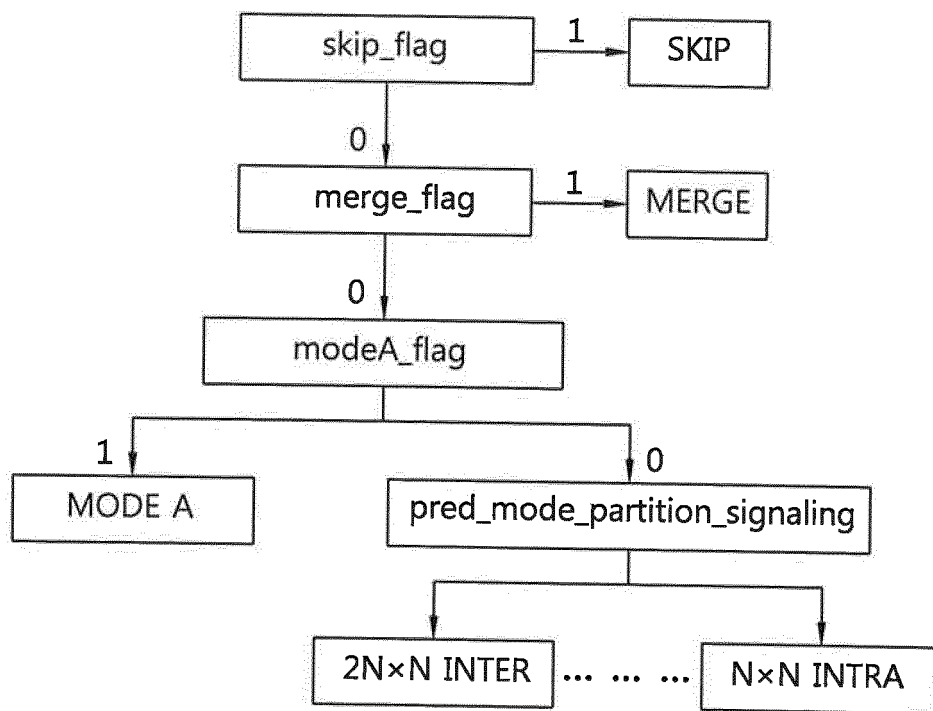 skip_flag
1
SKIP
0
merge_flag
1
MERGE
0
modeA_flag
1
0
MODE A
pred_mode_partition_signaling
2N×N INTER
... ... ...
N×N INTRA